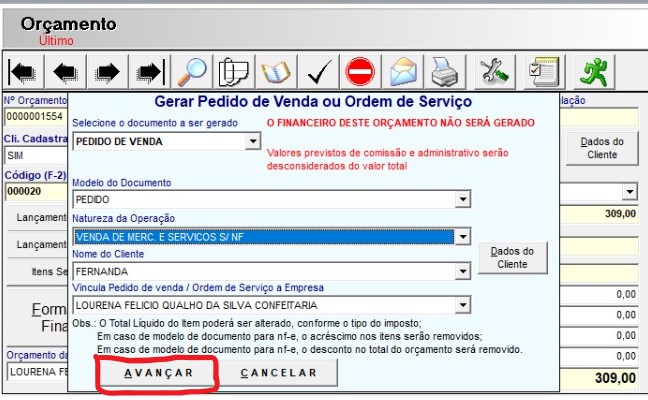 Orçamento
Último
Nº Orçamento
0000001554
Cli. Cadastra
SIM
Código (F-2)
000020
Lançament
Lançament
Itens Se
Form
Fina
Orçamento da
LOURENA FE
Gerar Pedido de Venda ou Ordem de Serviço
Selecione o documento a ser gerado
PEDIDO DE VENDA
O FINANCEIRO DESTE ORÇAMENTO NÃO SERÁ GERADO
Valores previstos de comissão e administrativo serão
desconsiderados do valor total
Modelo do Documento
PEDIDO
Natureza da Operação
VENDA DE MERC. E SERVICOS S/ NF
Nome do Cliente
FERNANDA
Dados do
Cliente
Vincula Pedido de venda / Ordem de Serviço a Empresa
LOURENA FELICIO QUALHO DA SILVA CONFEITARIA
Obs.: O Total Líquido do Item poderá ser alterado, conforme o tipo do imposto;
Em caso de modelo de documento para nf-e, o acréscimo nos itens serão removidos;
Em caso de modelo de documento para nf-e, o desconto no total do orçamento será removido.
AVANÇAR
CANCELAR
lação
Dados do
Cliente
309,00
0,00
0,00
0,00
0,00
309,00